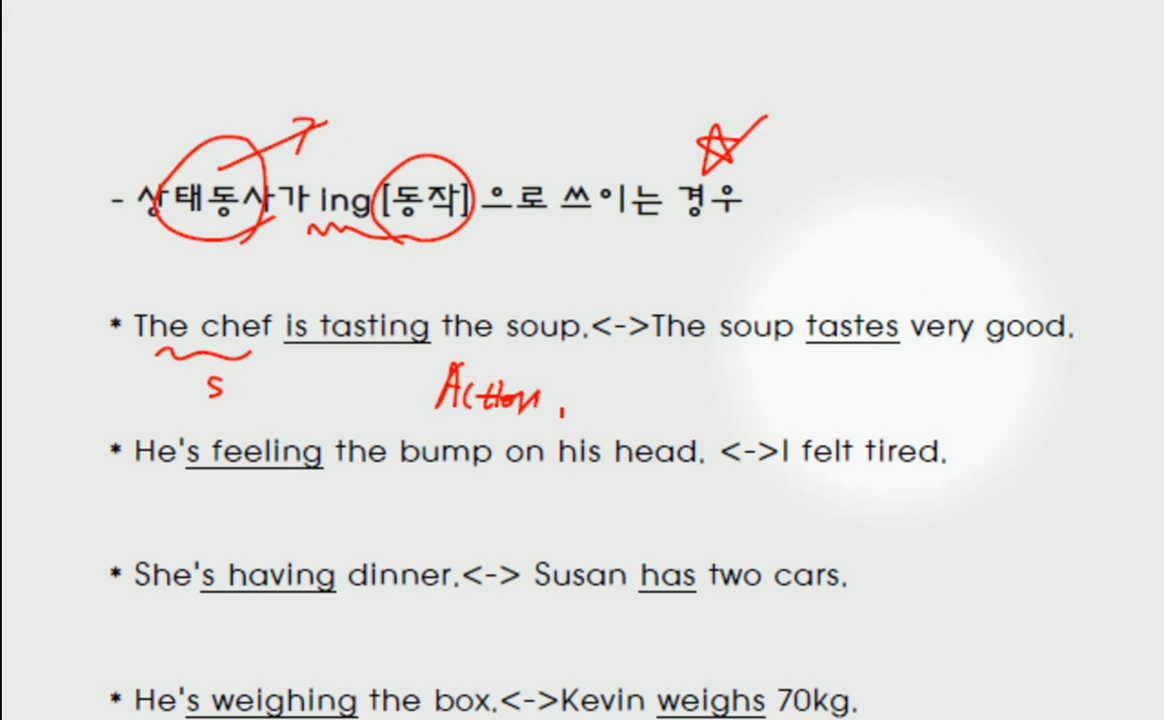 - 상태동사가 ing[동작]으로 쓰이는 경우
* The chef is tasting the soup.<->The soup tastes very good.
s Action.
* He's feeling the bump on his head. <->I felt tired.
* She's having dinner.<-> Susan has two cars.
* He's weighing the box.<->Kevin weighs 70kg.